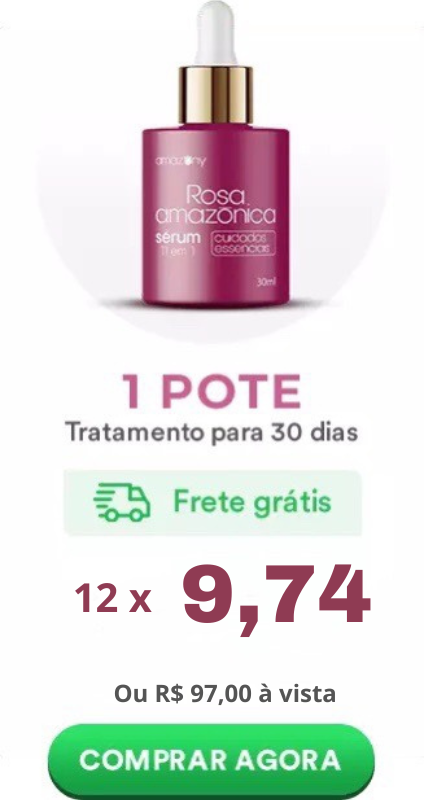 amazony
Rosa
amazônica
sérum
11 em 1
cuidados
essenciais
30ml
1 POTE
Tratamento para 30 dias
Frete grátis
12 x 9,74
Ou R$ 97,00 à vista
COMPRAR AGORA